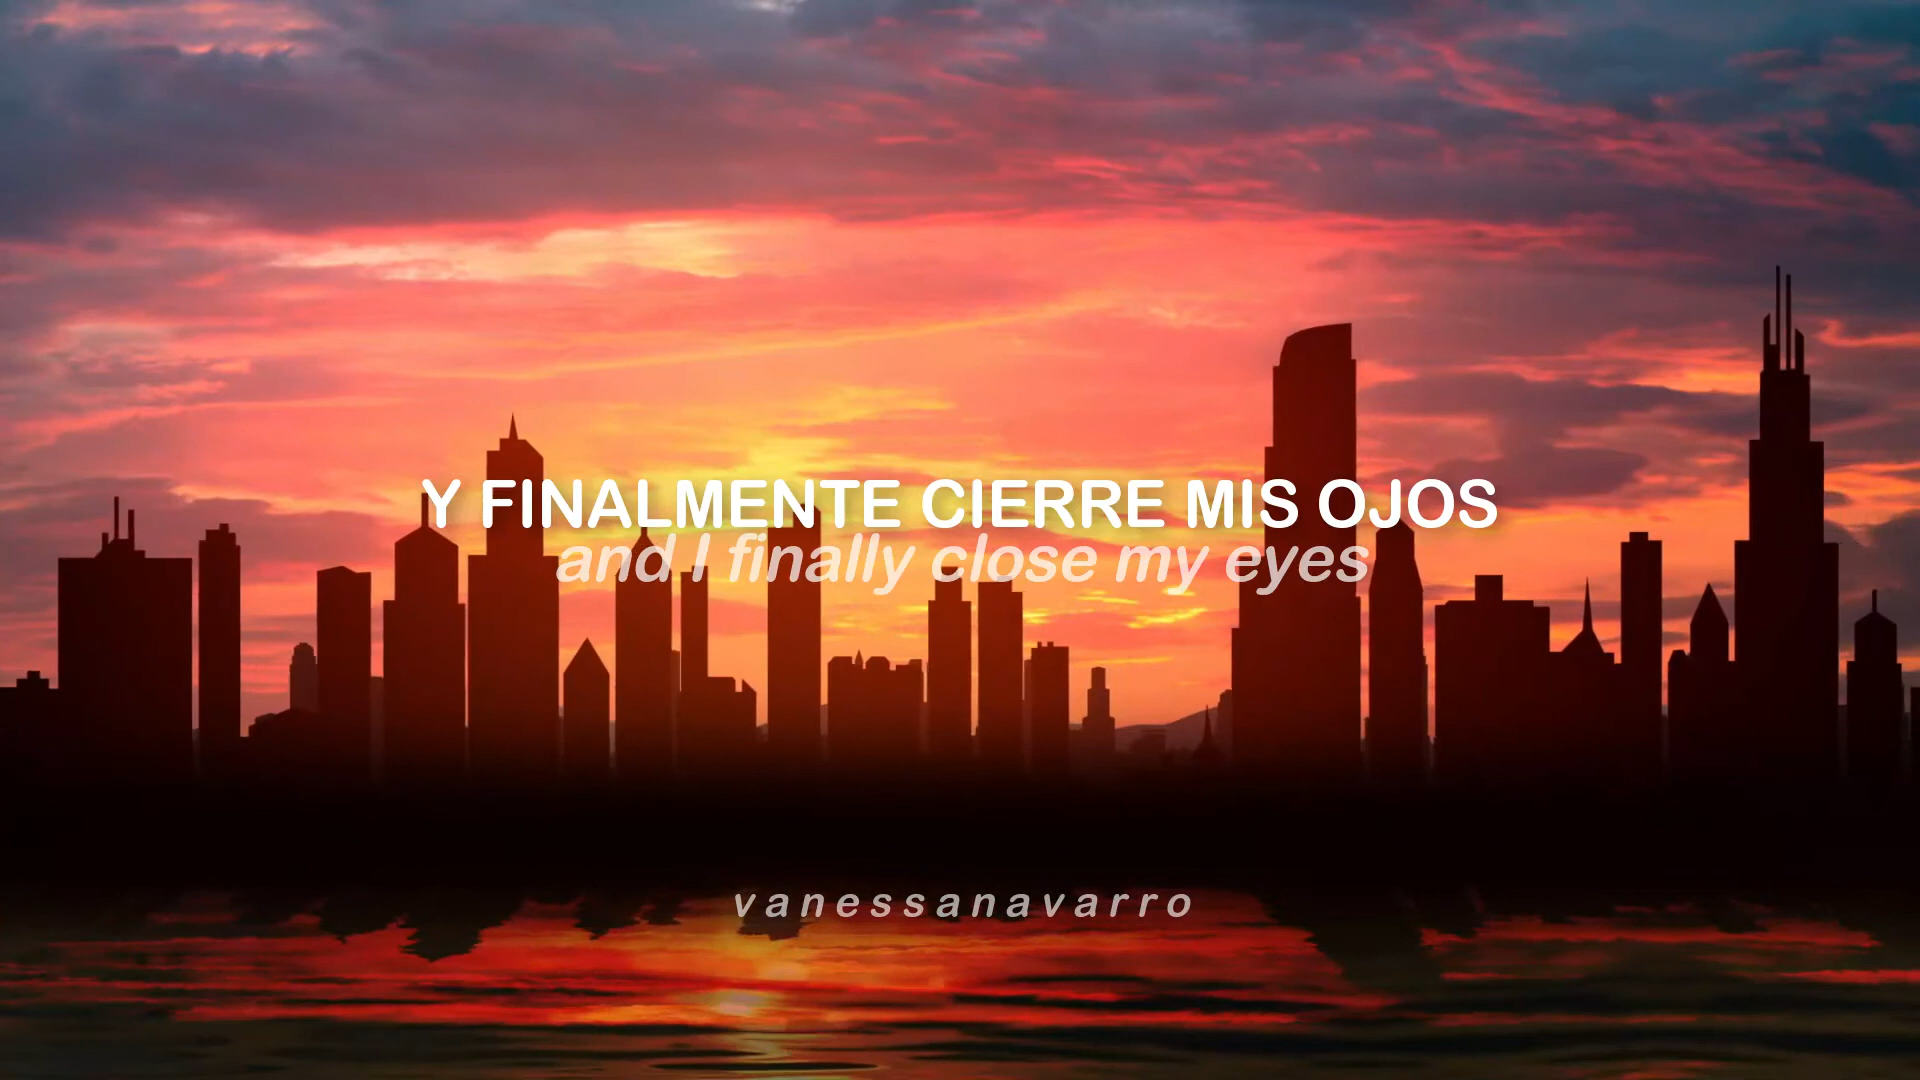 Y FINALMENTE CIERRE MIS OJOS
and I finally close my eyes
vanessanavarro